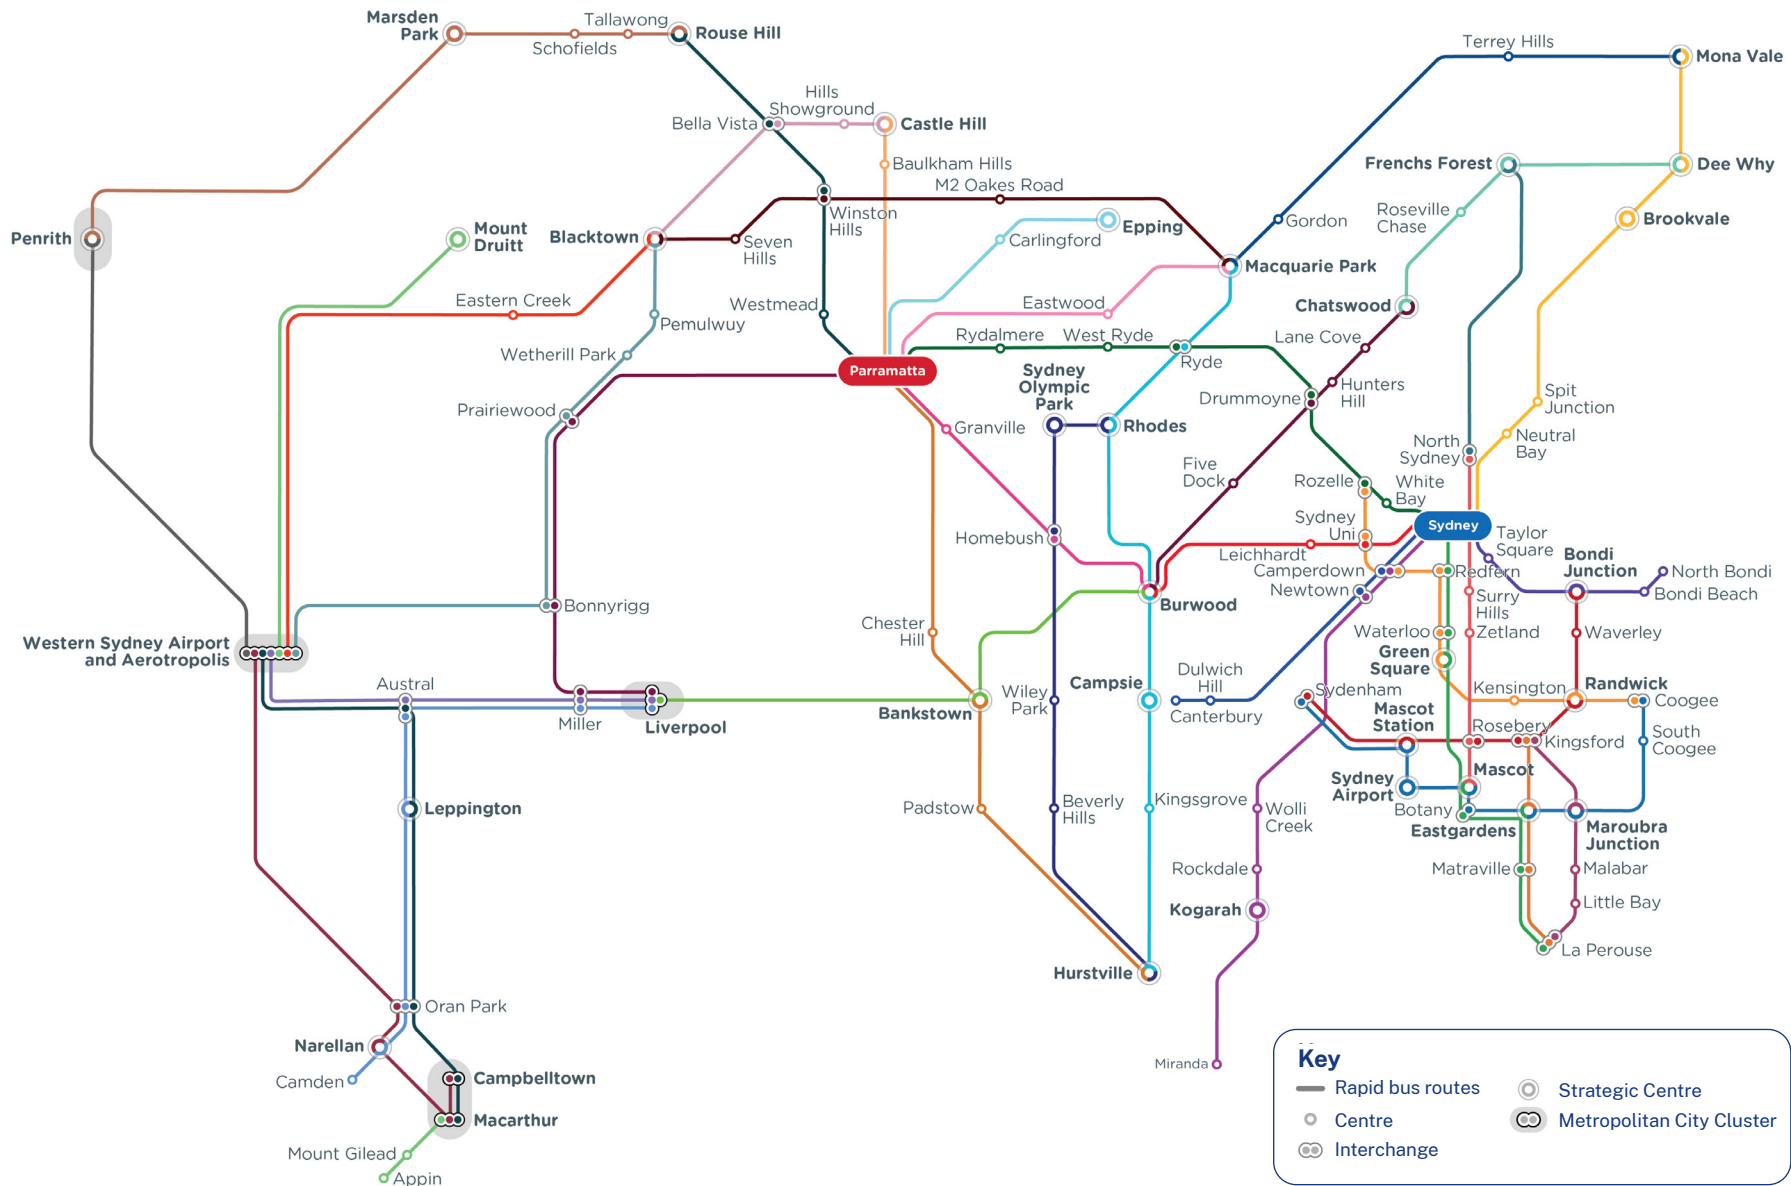 Marsden
Park
Tallawong
Schofields
Rouse Hill
Terrey Hills
Mona Vale
Hills
Showground
Bella Vista
Castle Hill
Baulkham Hills
Frenchs Forest
Dee Why
M2 Oakes Road
Winston
Hills
Roseville
Chase
Brookvale
Gordon
Epping
Carlingford
Penrith
Mount
Druitt
Blacktown
Seven
Hills
Macquarie Park
Eastern Creek
Pemulwuy
Westmead
Eastwood
Chatswood
Wetherill Park
Rydalmere
West Ryde
Ryde
Lane Cove
Parramatta
Sydney
Olympic
Park
Hunters
Hill
Drummoyne
Spit
Junction
Prairiewood
Granville
Rhodes
North
Sydney
Neutral
Bay
Five
Dock
Rozelle
White
Bay
Sydney
Uni
Sydney
Taylor
Square
Homebush
Leichhardt
Camperdown
Redfern
Bondi
Junction
North Bondi
Bondi Beach
Newtown
Surry
Hills
Bonnyrigg
Burwood
Chester
Hill
Waterloo
Zetland
Waverley
Western Sydney Airport
and Aerotropolis
Green
Square
Austral
Miller
Liverpool
Bankstown
Wiley
Park
Campsie
Dulwich
Hill
Canterbury
Sydenham
Kensington
Randwick
Coogee
Mascot
Station
Rosebery
Kingsford
South
Coogee
Mascot
Sydney
Airport
Leppington
Padstow
Beverly
Hills
Kingsgrove
Wolli
Creek
Botany
Eastgardens
Maroubra
Junction
Rockdale
Matraville
Malabar
Kogarah
Little Bay
La Perouse
Hurstville
Oran Park
Narellan
Camden
Campbelltown
Macarthur
Mount Gilead
Appin
Miranda
Key
Rapid bus routes
Centre
Interchange
Strategic Centre
Metropolitan City Cluster